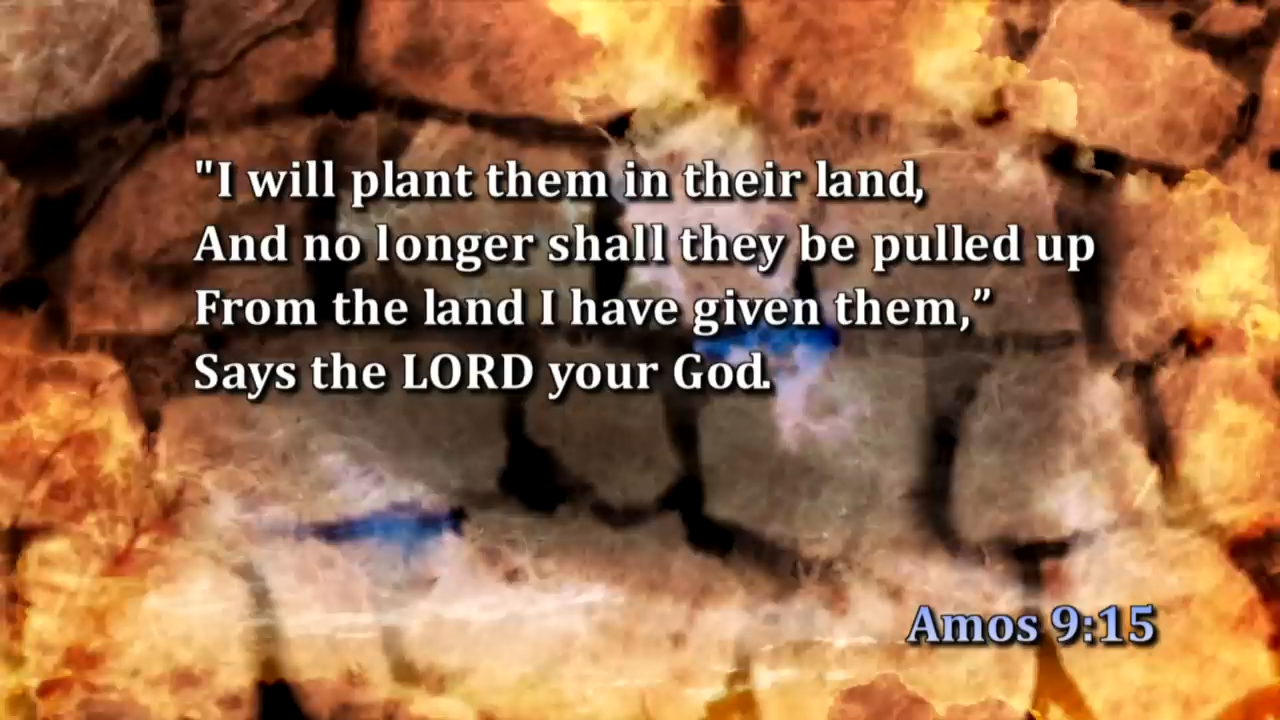 "I will plant them in their land,
And no longer shall they be pulled up
From the land I have given them,”
Says the LORD your God.
Amos 9:15